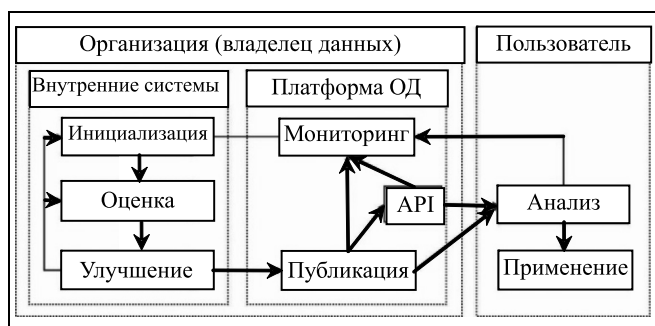 Организация (владелец данных)
Пользователь
Внутренние системы
Платформа ОД
Инициализация
Мониторинг
Оценка
API
Анализ
Улучшение
Публикация
Применение